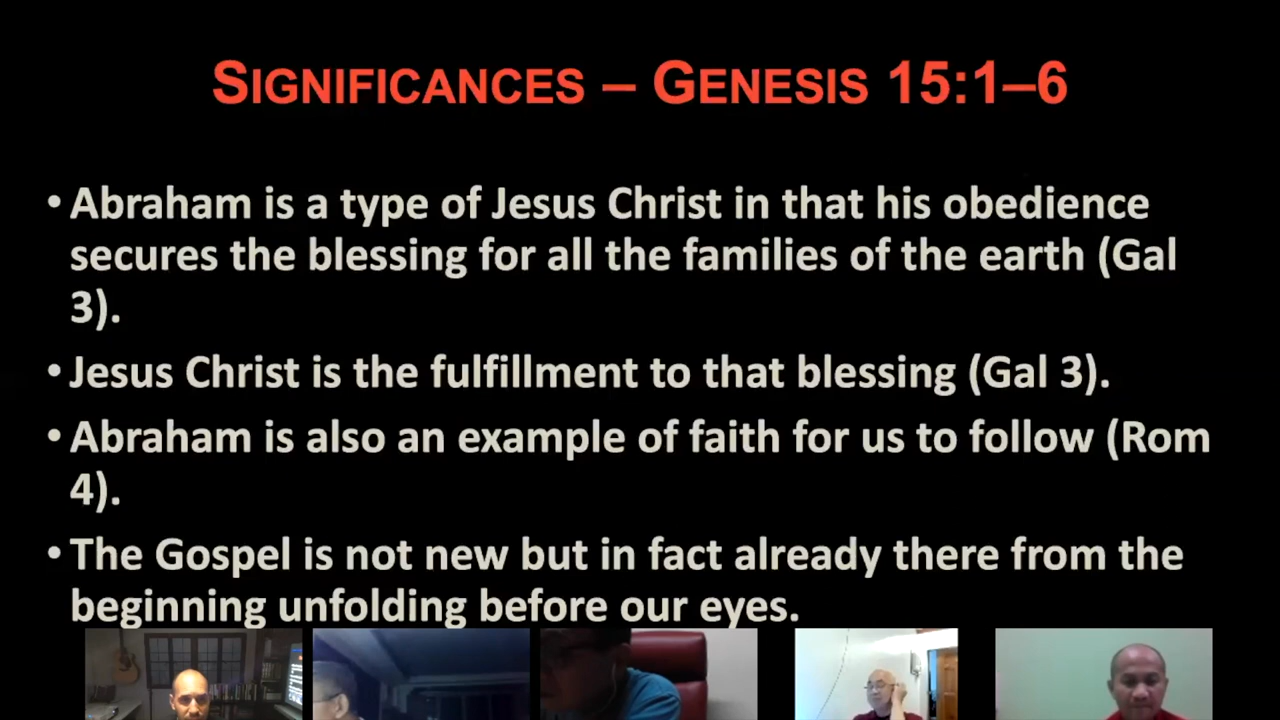 SIGNIFICANCES – GENESIS 15:1–6
• Abraham is a type of Jesus Christ in that his obedience
secures the blessing for all the families of the earth (Gal
3).
• Jesus Christ is the fulfillment to that blessing (Gal 3).
• Abraham is also an example of faith for us to follow (Rom
4).
• The Gospel is not new but in fact already there from the
beginning unfolding before our eyes.